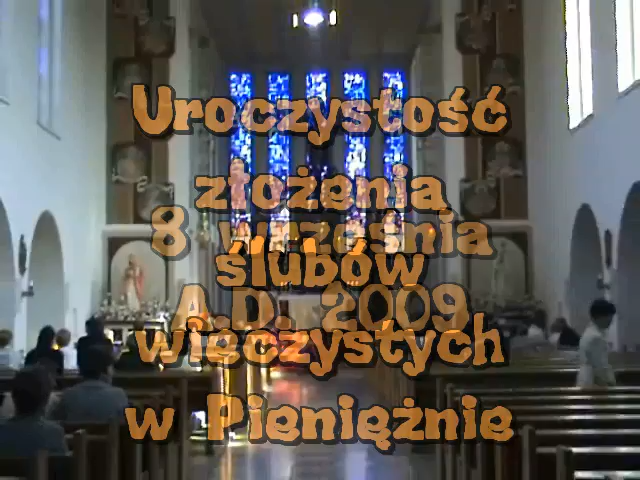 Uroczystość
złożenia
8 września
ślubów
A.D. 2009
wieczystych
w Pieniężnie